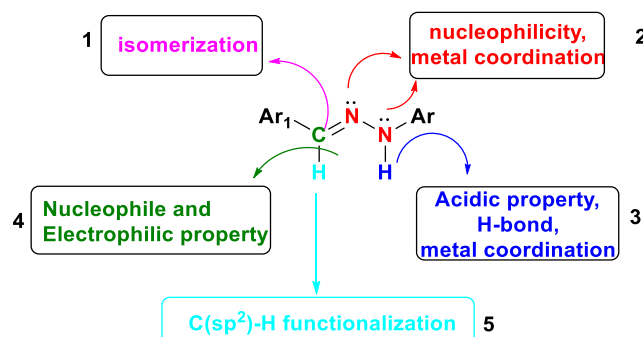 1
isomerization
nucleophilicity,
metal coordination
2
Ar1
C
N
N
Ar
H
H
4
Nucleophile and
Electrophilic property
Acidic property,
H-bond,
metal coordination
3
C(sp2)-H functionalization
5